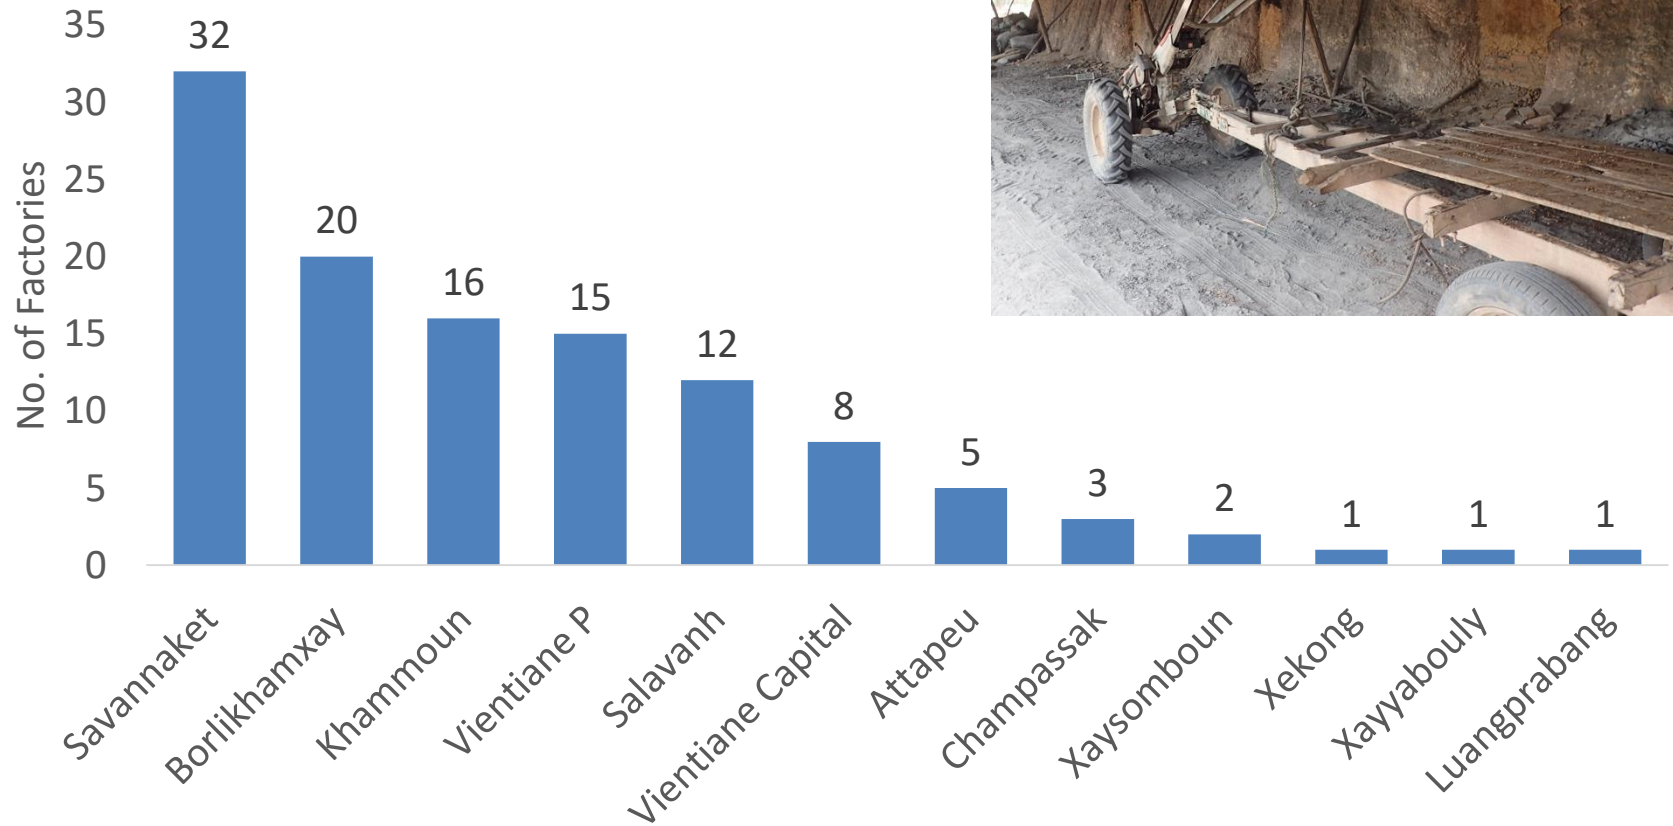 No. of Factories
35
30
25
20
15
10
5
0
32
20
16
15
12
8
5
3
2
1
1
1
Savannaket
Borlikhamxay
Khammoun
Vientiane P
Salavanh
Vientiane Capital
Attapeu
Champassak
Xaysomboun
Xekong
Xayyabouly
Luangprabang